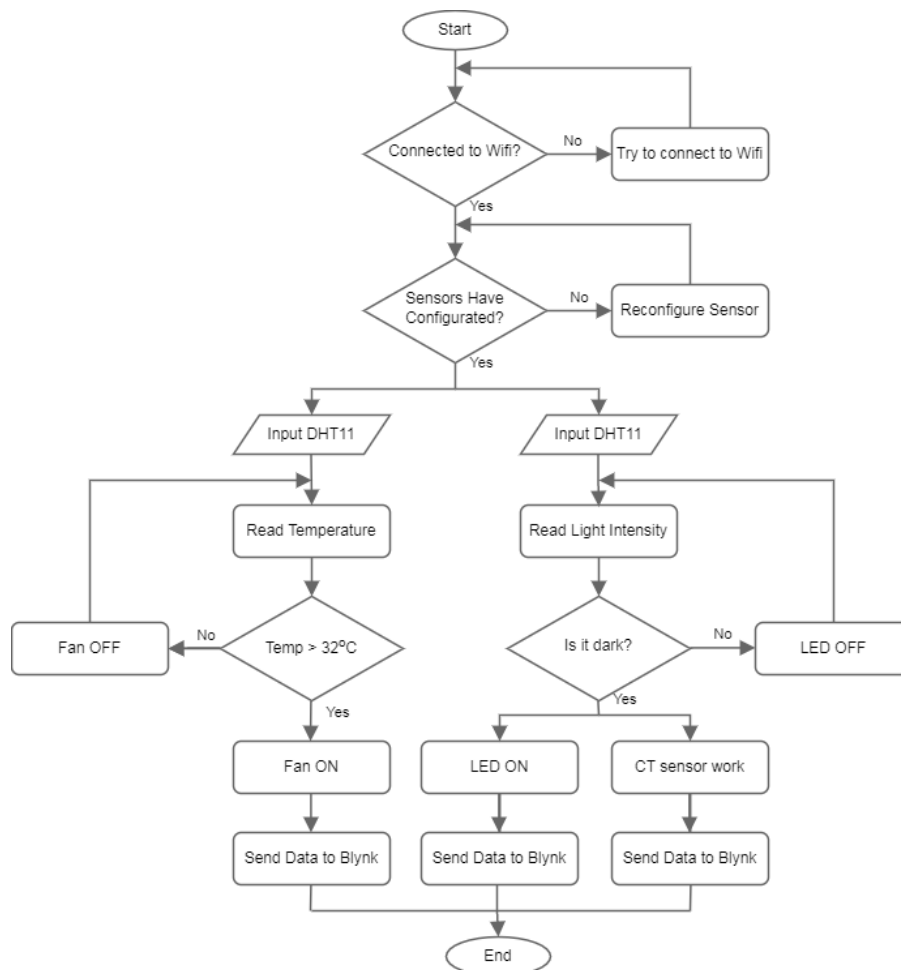 Start
Connected to Wifi?
No
Try to connect to Wifi
Yes
Sensors Have
Configurated?
No
Reconfigure Sensor
Yes
Input DHT11
Input DHT11
Read Temperature
Read Light Intensity
Fan OFF
No
Temp > 32⁰C
Is it dark?
No
LED OFF
Yes
Yes
Fan ON
LED ON
CT sensor work
Send Data to Blynk
Send Data to Blynk
Send Data to Blynk
End